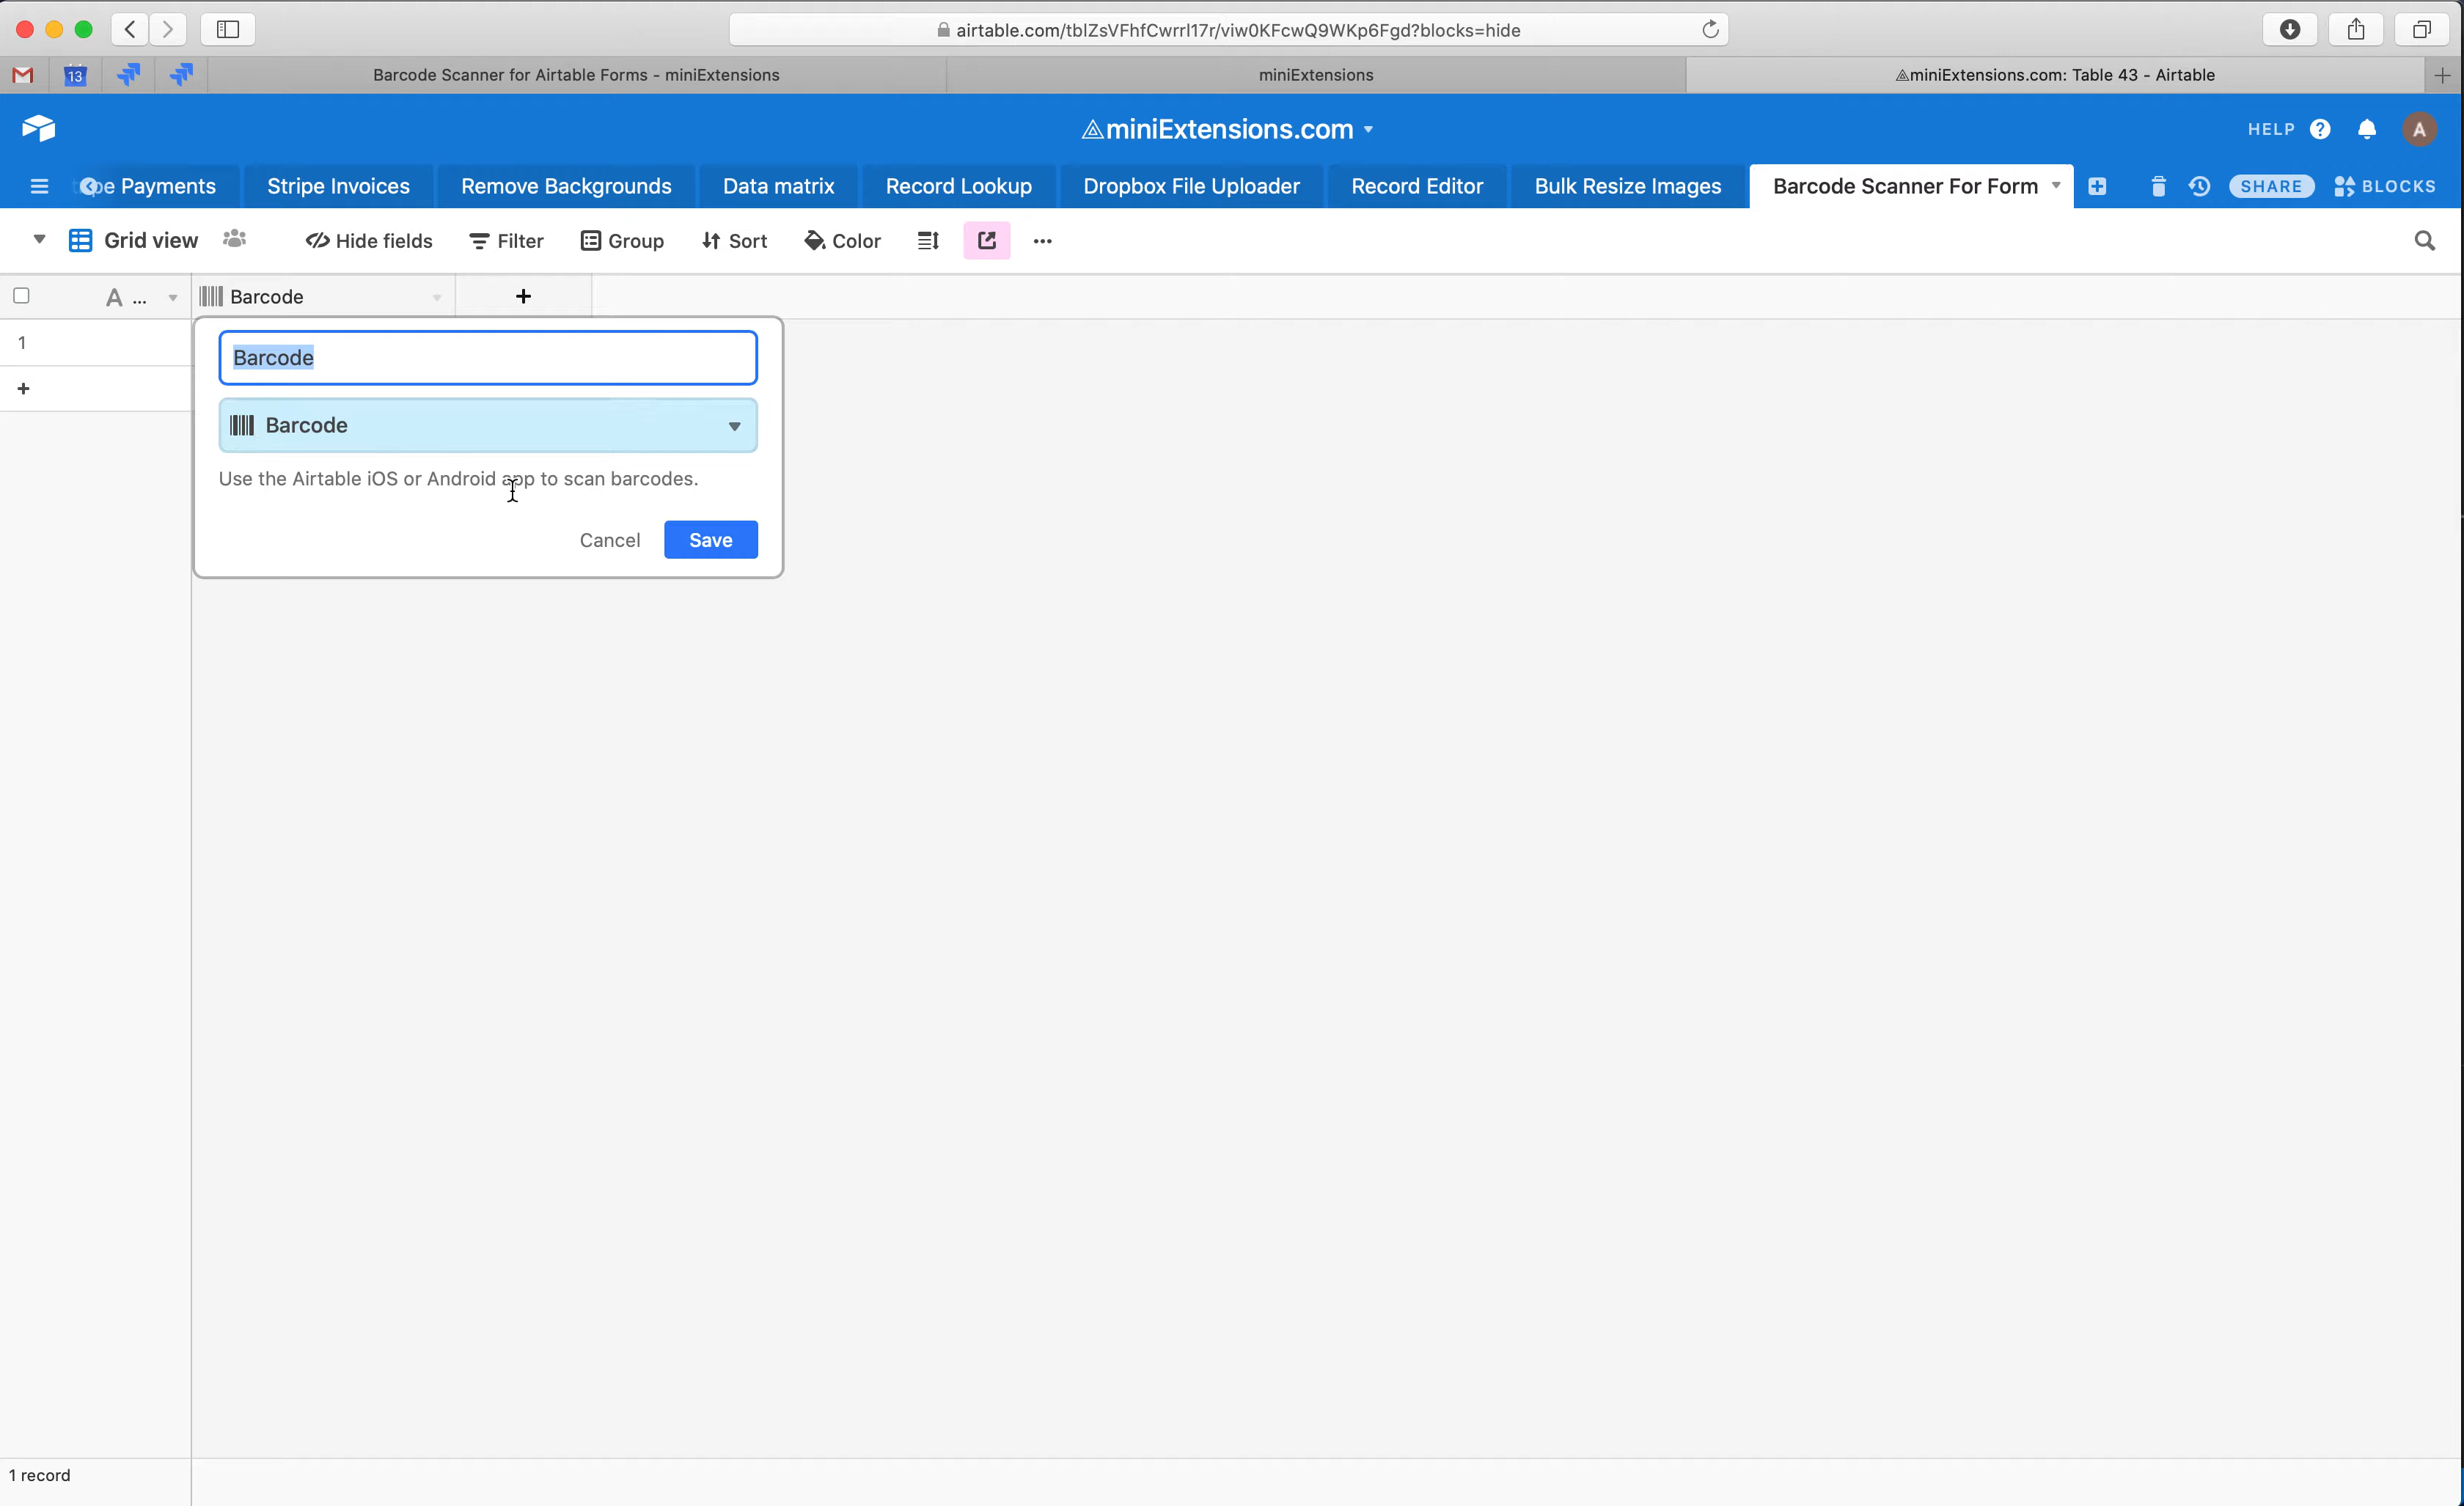 airtable.com/tblZsVFhfCwrrl17r/viw0KFcwQ9WKp6Fgd?blocks=hide
13
Barcode Scanner for Airtable Forms - miniExtensions
miniExtensions
miniExtensions.com: Table 43 - Airtable
miniExtensions.com
HELP
A
pe Payments
Stripe Invoices
Remove Backgrounds
Data matrix
Record Lookup
Dropbox File Uploader
Record Editor
Bulk Resize Images
Barcode Scanner For Form
SHARE
BLOCKS
Grid view
Hide fields
Filter
Group
Sort
Color
A ...
Barcode
1
Barcode
Barcode
Use the Airtable iOS or Android app to scan barcodes.
Cancel
Save
1 record